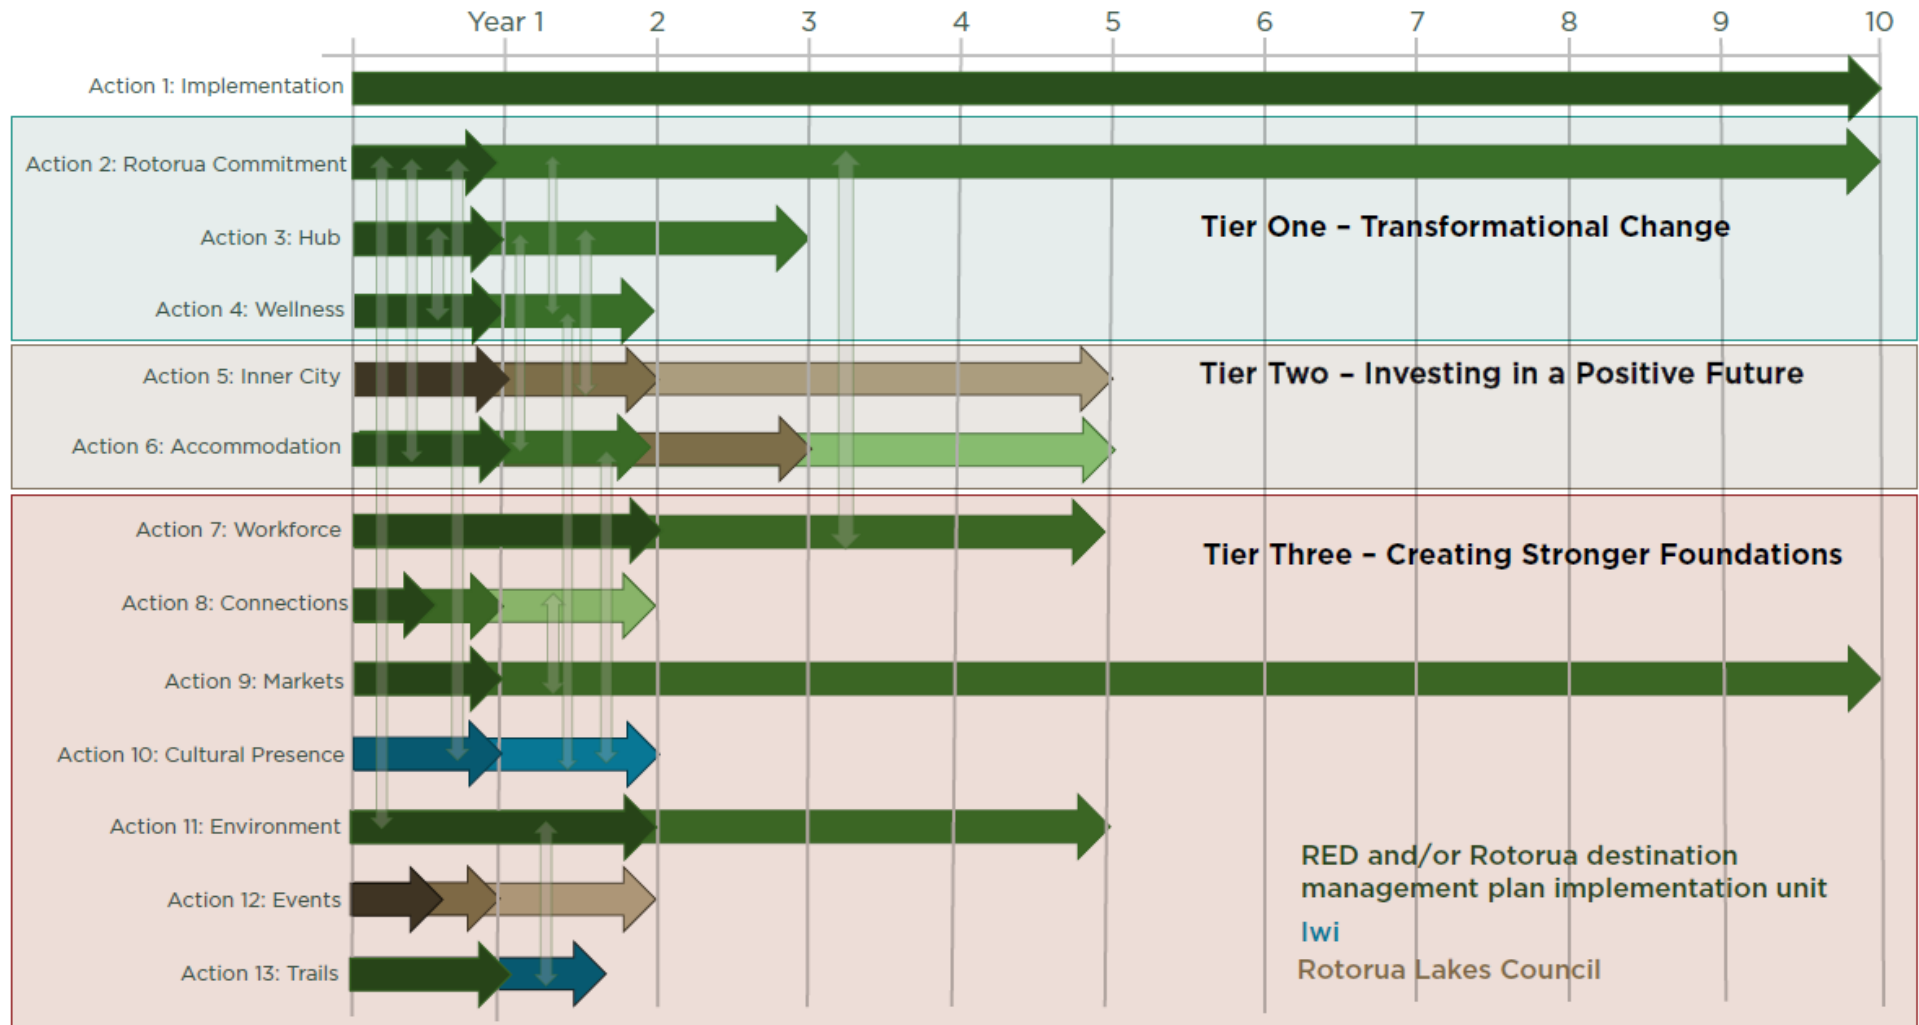 Year 1 2 3 4 5 6 7 8 9 10
Action 1: Implementation
Action 2: Rotorua Commitment
Action 3: Hub
Tier One – Transformational Change
Action 4: Wellness
Action 5: Inner City
Tier Two – Investing in a Positive Future
Action 6: Accommodation
Action 7: Workforce
Tier Three – Creating Stronger Foundations
Action 8: Connections
Action 9: Markets
Action 10: Cultural Presence
Action 11: Environment
Action 12: Events
Action 13: Trails
RED and/or Rotorua destination
management plan implementation unit
Iwi
Rotorua Lakes Council